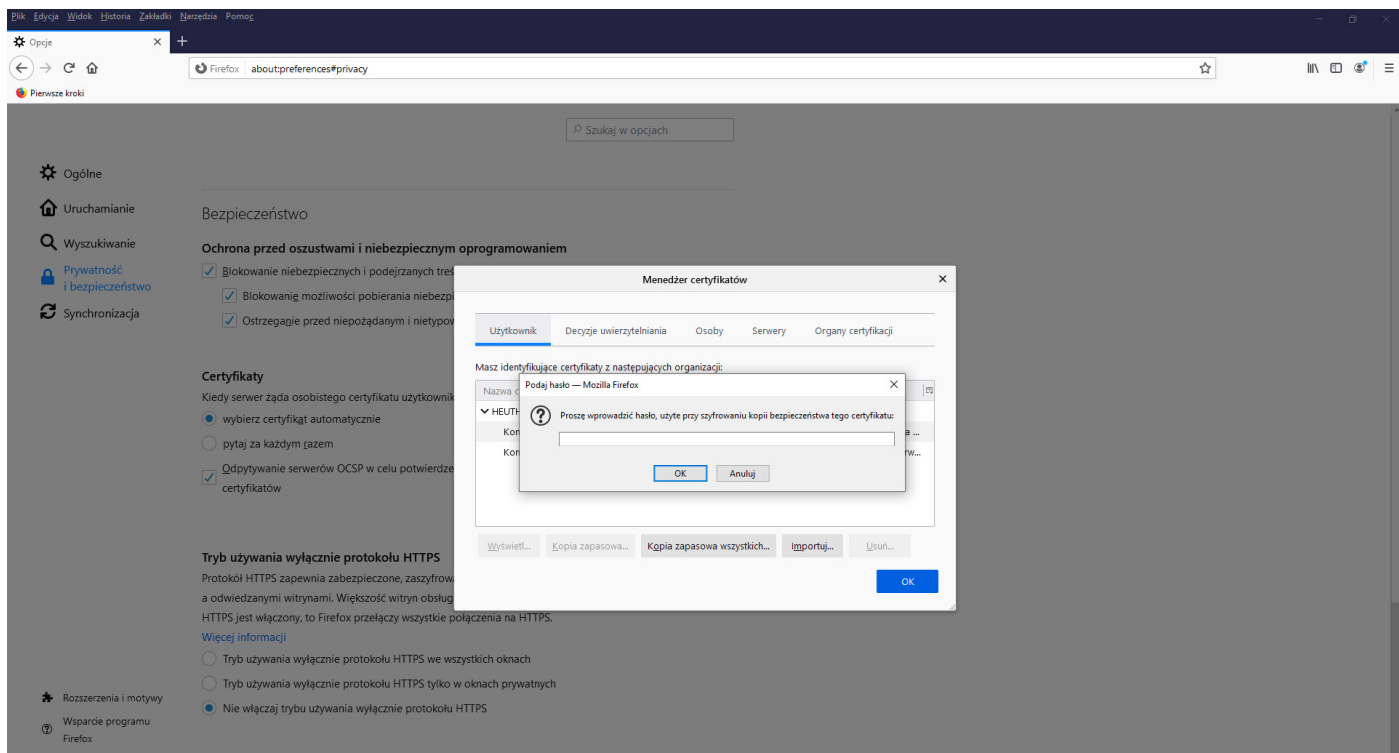 Plik Edycja Widok Historia Zakładki Narzędzia Pomoc
Opcje
Firefox about:preferences#privacy
Pierwsze kroki
Szukaj w opcjach
Ogólne
Uruchamianie
Wyszukiwanie
Prywatność
i bezpieczeństwo
Synchronizacja
Rozszerzenia i motywy
Wsparcie programu
Firefox
Bezpieczeństwo
Ochrona przed oszustwami i niebezpiecznym oprogramowaniem
Blokowanie niebezpiecznych i podejrzanych treś
Blokowanie możliwości pobierania niebezpi
Ostrzeganie przed niepożądanym i nietypow
Certyfikaty
Kiedy serwer żąda osobistego certyfikatu użytkownik
wybierz certyfikat automatycznie
pytaj za każdym razem
Odpytywanie serwerów OCSP w celu potwierdze
certyfikatów
Tryb używania wyłącznie protokołu HTTPS
Protokół HTTPS zapewnia zabezpieczone, zaszyfrow
a odwiedzanymi witrynami. Większość witryn obsług
HTTPS jest włączony, to Firefox przełączy wszystkie połączenia na HTTPS.
Więcej informacji
Tryb używania wyłącznie protokołu HTTPS we wszystkich oknach
Tryb używania wyłącznie protokołu HTTPS tylko w oknach prywatnych
Nie włączaj trybu używania wyłącznie protokołu HTTPS
Menedżer certyfikatów
Użytkownik Decyzje uwierzytelniania Osoby Serwery Organy certyfikacji
Masz identyfikujące certyfikaty z następujących organizacji:
Nazwa c
HEUTH
Kor a ...
Kor rw...
Podaj hasło — Mozilla Firefox
Proszę wprowadzić hasło, użyte przy szyfrowaniu kopii bezpieczeństwa tego certyfikatu:
OK Anuluj
Wyświetl... Kopia zapasowa... Kopia zapasowa wszystkich... Importuj... Usuń...
OK